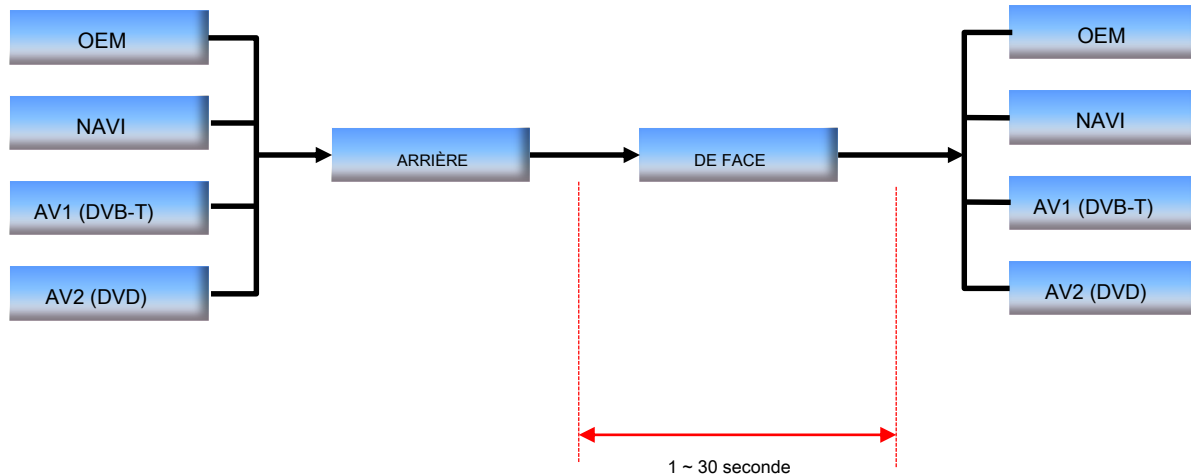 OEM
NAVI
AV1 (DVB-T)
AV2 (DVD)
ARRIÈRE
DE FACE
OEM
NAVI
AV1 (DVB-T)
AV2 (DVD)
1 ~ 30 seconde